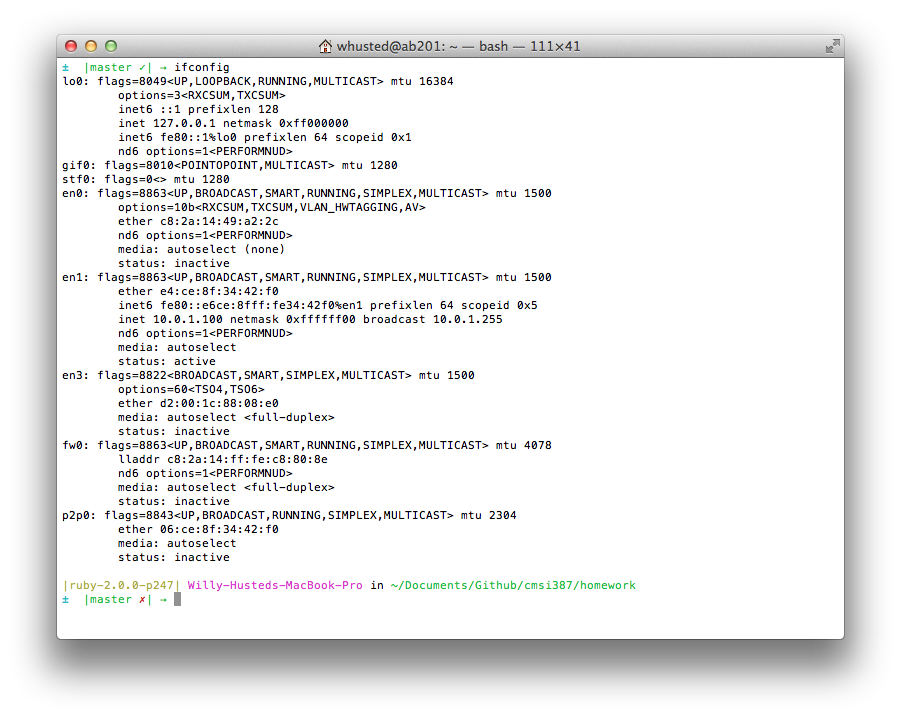 whusted@ab201: ~ — bash — 111×41
± |master ✓| → ifconfig
lo0: flags=8049<UP,LOOPBACK,RUNNING,MULTICAST> mtu 16384
options=3<RXCSUM,TXCSUM>
inet6 ::1 prefixlen 128
inet 127.0.0.1 netmask 0xff000000
inet6 fe80::1%lo0 prefixlen 64 scopeid 0x1
nd6 options=1<PERFORMNUD>
gif0: flags=8010<POINTOPOINT,MULTICAST> mtu 1280
stf0: flags=0<> mtu 1280
en0: flags=8863<UP,BROADCAST,SMART,RUNNING,SIMPLEX,MULTICAST> mtu 1500
options=10b<RXCSUM,TXCSUM,VLAN_HWTAGGING,AV>
ether c8:2a:14:49:a2:2c
nd6 options=1<PERFORMNUD>
media: autoselect (none)
status: inactive
en1: flags=8863<UP,BROADCAST,SMART,RUNNING,SIMPLEX,MULTICAST> mtu 1500
ether e4:ce:8f:34:42:f0
inet6 fe80::e6ce:8fff:fe34:42f0%en1 prefixlen 64 scopeid 0x5
inet 10.0.1.100 netmask 0xffffff00 broadcast 10.0.1.255
nd6 options=1<PERFORMNUD>
media: autoselect
status: active
en3: flags=8822<BROADCAST,SMART,SIMPLEX,MULTICAST> mtu 1500
options=60<TSO4,TSO6>
ether d2:00:1c:88:08:e0
media: autoselect <full-duplex>
status: inactive
fw0: flags=8863<UP,BROADCAST,SMART,RUNNING,SIMPLEX,MULTICAST> mtu 4078
lladdr c8:2a:14:ff:fe:c8:80:8e
nd6 options=1<PERFORMNUD>
media: autoselect <full-duplex>
status: inactive
p2p0: flags=8843<UP,BROADCAST,RUNNING,SIMPLEX,MULTICAST> mtu 2304
ether 06:ce:8f:34:42:f0
media: autoselect
status: inactive
|ruby-2.0.0-p247| Willy-Husteds-MacBook-Pro in ~/Documents/Github/cmsi387/homework
± |master ✗| →